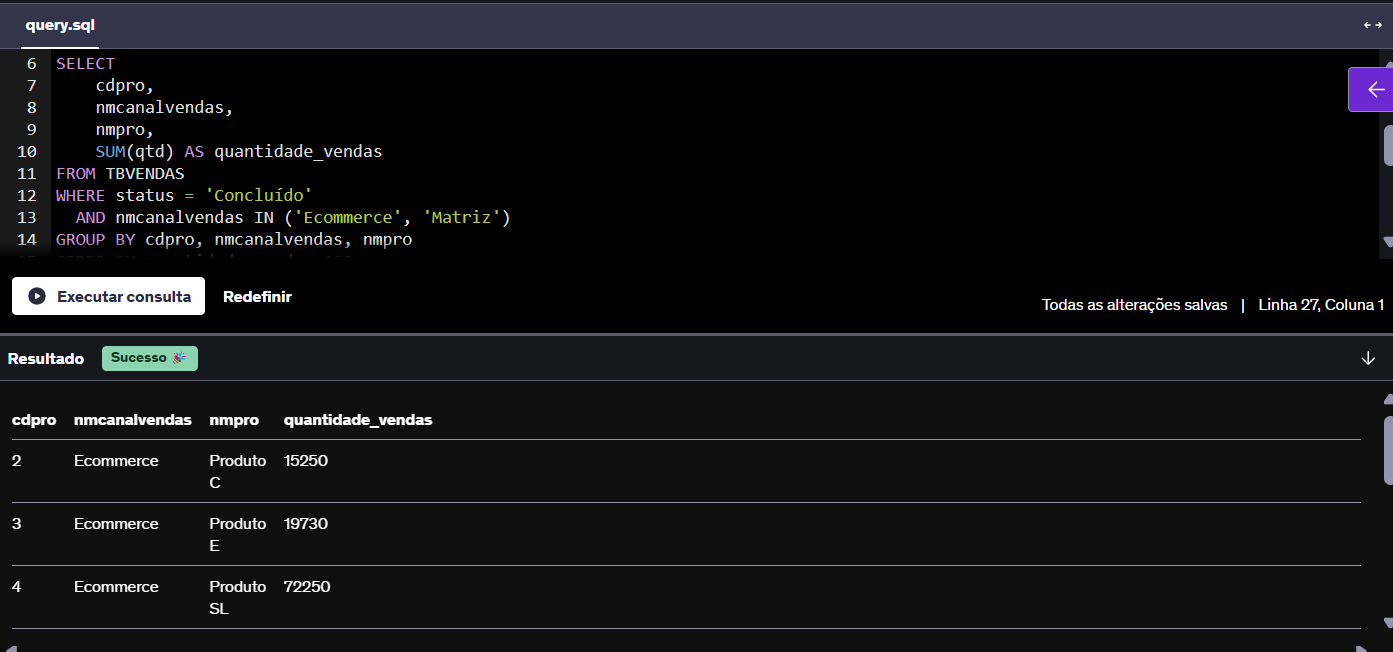 query.sql
6 SELECT
7 cdpro,
8 nmcanalvendas,
9 nmpro,
10 SUM(qtd) AS quantidade_vendas
11 FROM TBVENDAS
12 WHERE status = 'Concluído'
13 AND nmcanalvendas IN ('Ecommerce', 'Matriz')
14 GROUP BY cdpro, nmcanalvendas, nmpro
Executar consulta Redefinir
Todas as alterações salvas | Linha 27, Coluna 1
Resultado Sucesso 🎉
cdpro nmcanalvendas nmpro quantidade_vendas
2 Ecommerce Produto 15250
C
3 Ecommerce Produto 19730
E
4 Ecommerce Produto 72250
SL